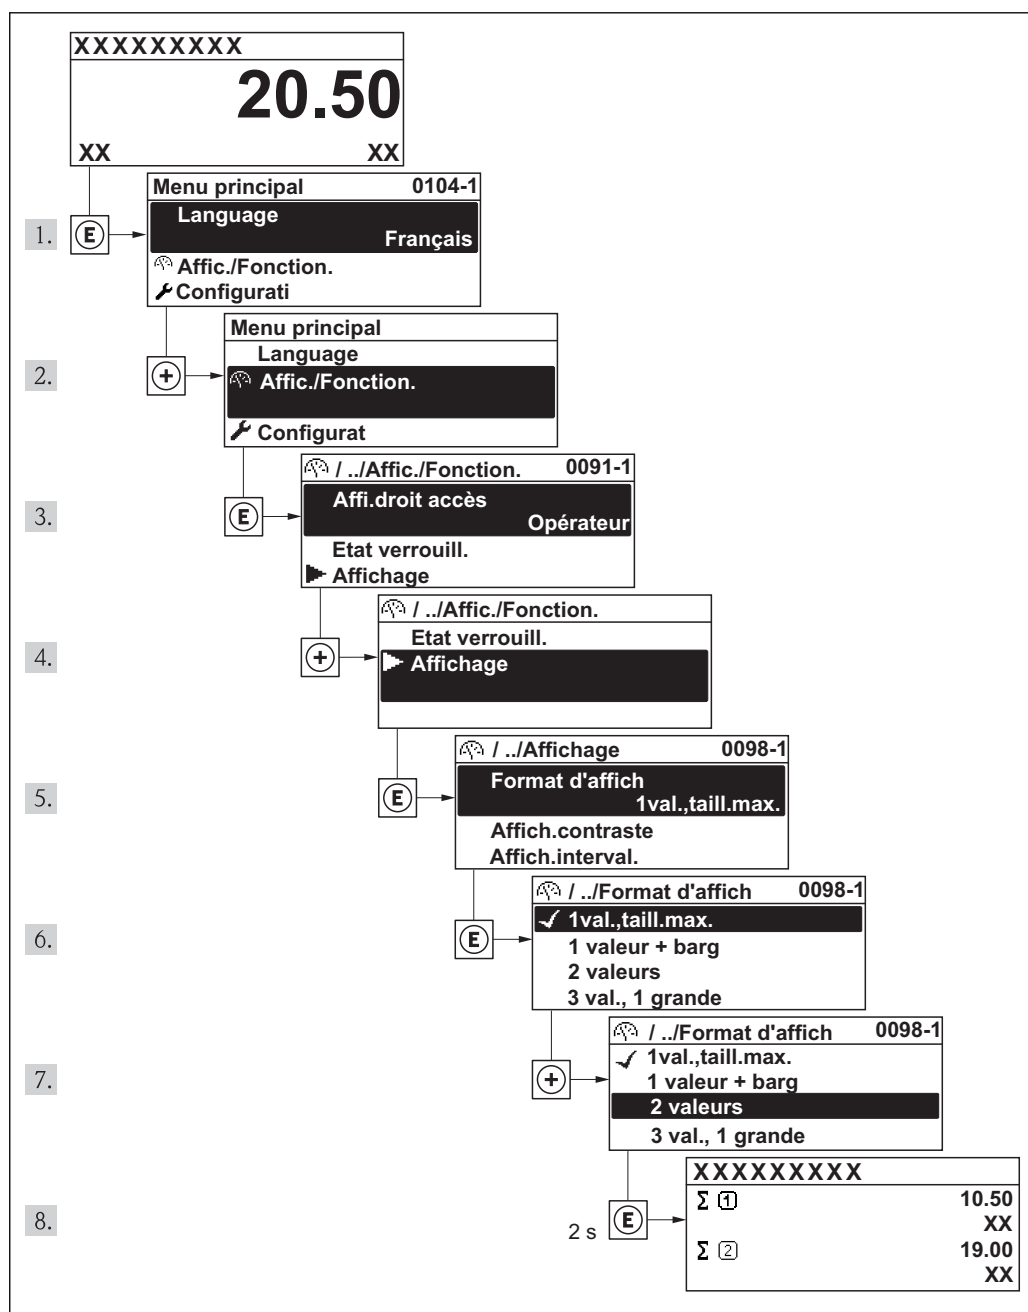 XXXXXXXXX
20.50
XX XX
1.
E
Menu principal 0104-1
Language
Français
Affic./Fonction.
Configurati
2.
+
Menu principal
Language
Affic./Fonction.
Configurat
3.
E
/ ../Affic./Fonction. 0091-1
Affi.droit accès
Opérateur
Etat verrouill.
Affichage
4.
+
/ ../Affic./Fonction.
Etat verrouill.
Affichage
5.
E
/ ../Affichage 0098-1
Format d'affich
1val.,taill.max.
Affich.contraste
Affich.interval.
6.
E
/ ../Format d'affich 0098-1
1val.,taill.max.
1 valeur + barg
2 valeurs
3 val., 1 grande
7.
+
/ ../Format d'affich 0098-1
1val.,taill.max.
1 valeur + barg
2 valeurs
3 val., 1 grande
8.
2 s
E
XXXXXXXXX
Σ 1 10.50
XX
Σ 2 19.00
XX